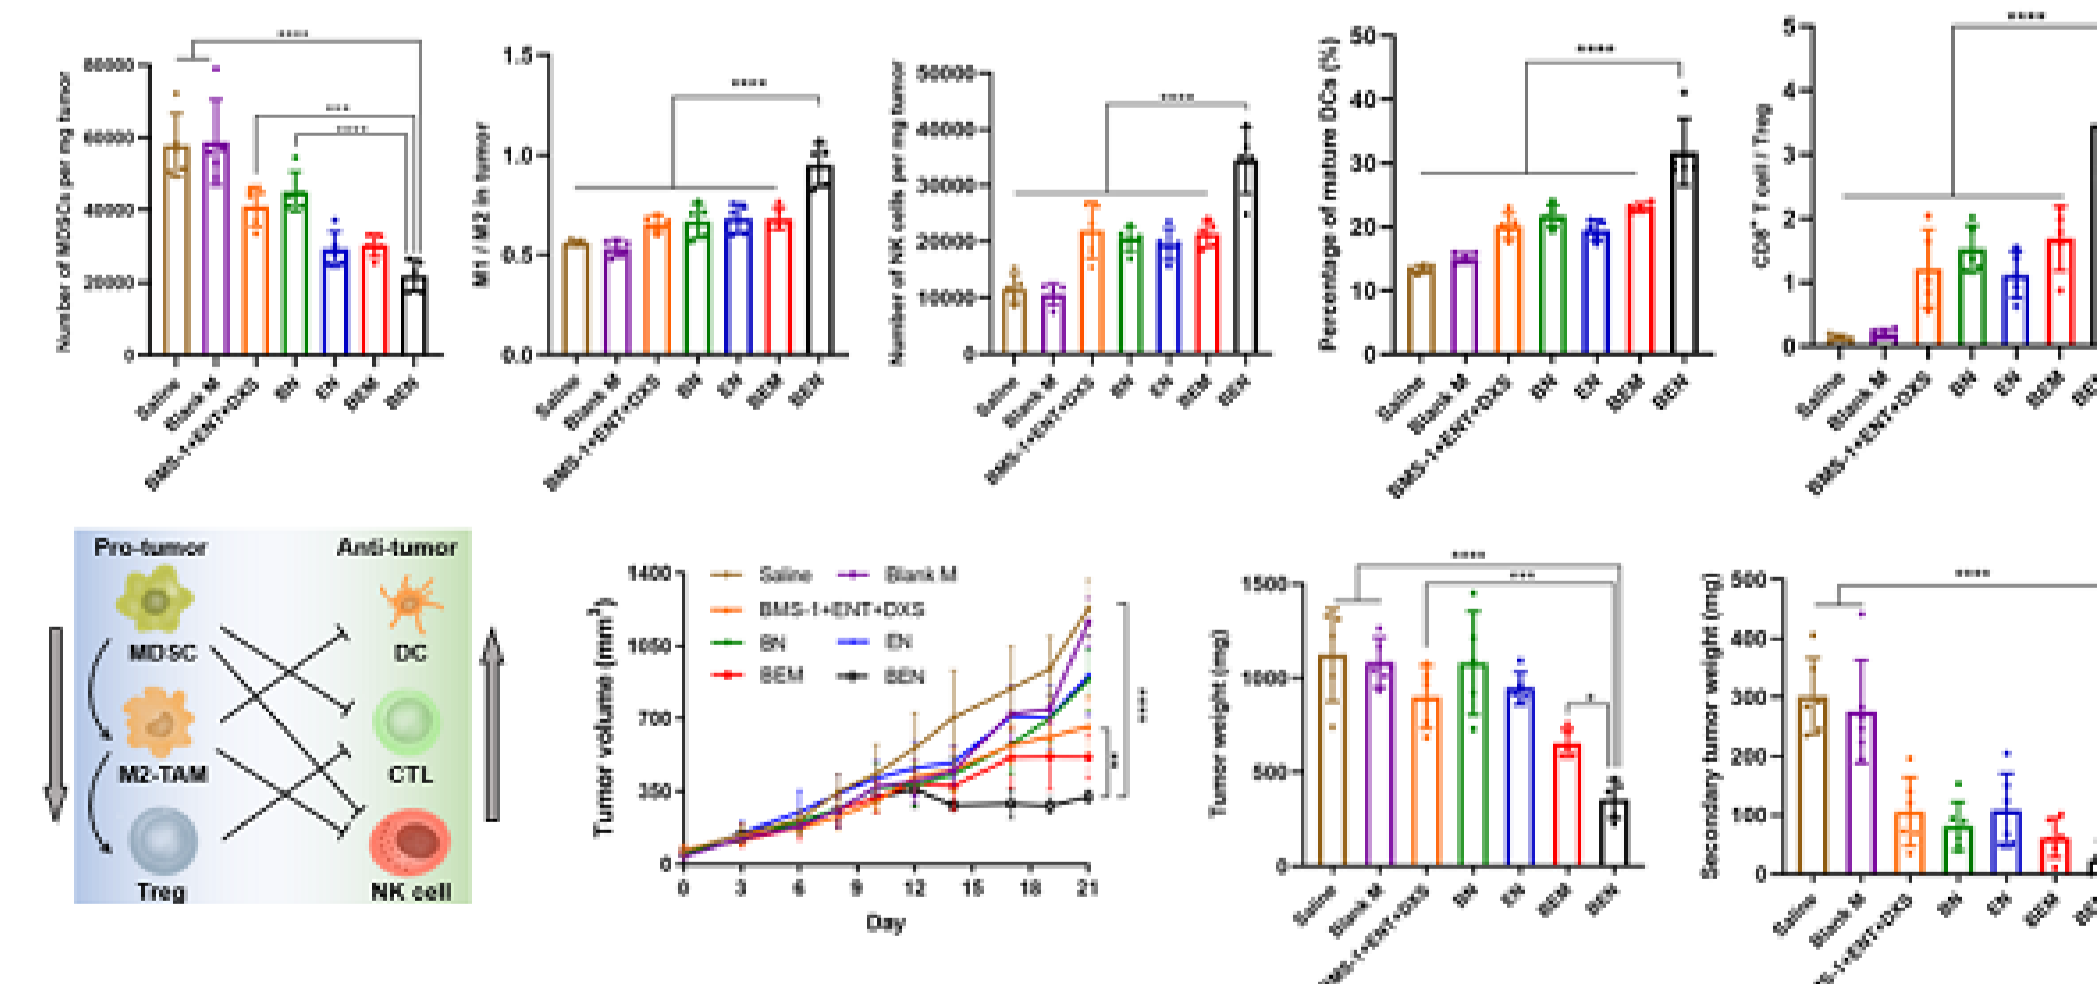 Number of MDSCs per mg tumor
80000
60000
40000
20000
0
****
***
****
Saline
Blank M
BMS-1+ENT+DXS
BN
EN
BEM
BEN
M1 / M2 in tumor
1.5
1.0
0.5
0.0
****
Saline
Blank M
BMS-1+ENT+DXS
BN
EN
BEM
BEN
Number of NK cells per mg tumor
50000
40000
30000
20000
10000
0
****
Saline
Blank M
BMS-1+ENT+DXS
BN
EN
BEM
BEN
Percentage of mature DCs (%)
50
40
30
20
10
0
****
Saline
Blank M
BMS-1+ENT+DXS
BN
EN
BEM
BEN
CD8+ T cell / Treg
5
4
3
2
1
0
****
Saline
Blank M
BMS-1+ENT+DXS
BN
EN
BEM
Pro-tumor
Anti-tumor
MDSC
DC
M2-TAM
CTL
Treg
NK cell
Tumor volume (mm3)
1400
1050
700
350
0
Saline
Blank M
BMS-1+ENT+DXS
BN
EN
BEM
BEN
****
**
0 3 6 9 12 15 18 21
Day
Tumor weight (mg)
1500
1000
500
0
****
***
*
Saline
Blank M
MS-1+ENT+DXS
BN
EN
BEM
BEN
Secondary tumor weight (mg)
500
400
300
200
100
0
****
Saline
Blank M
S-1+ENT+DXS
BN
EN
BEM